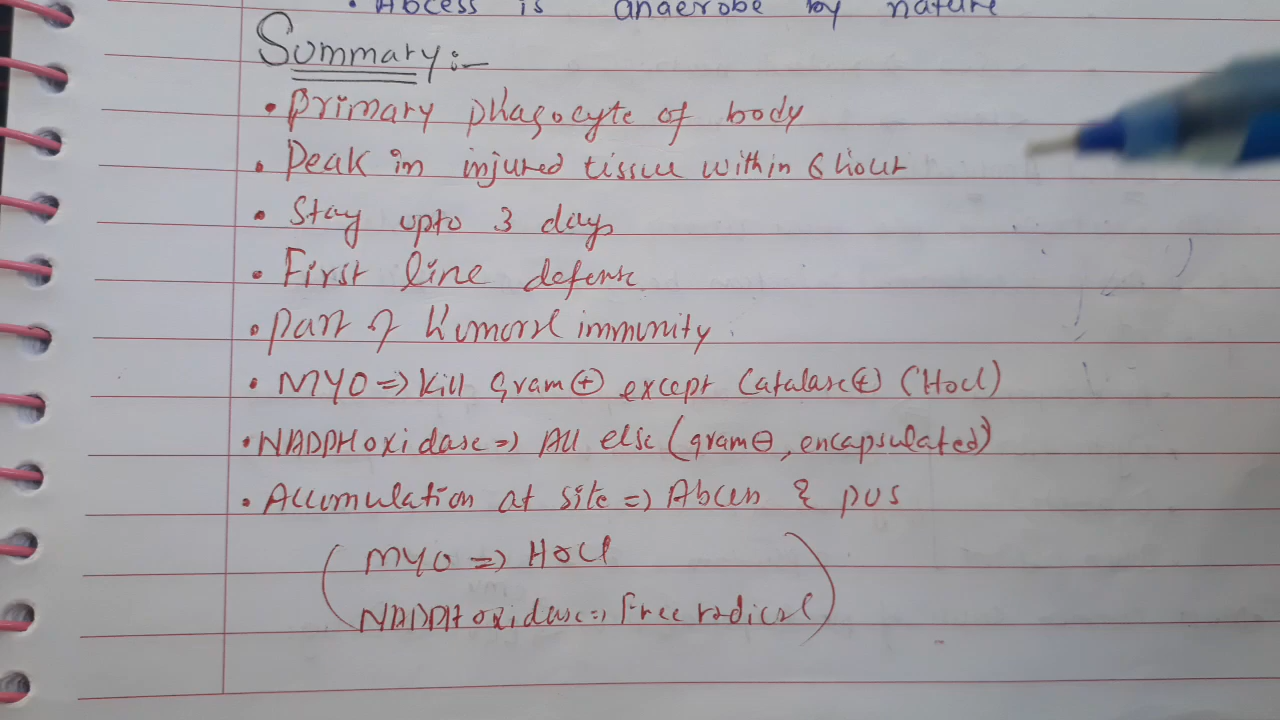 • Abcess is anaerobe by nature
Summary:-
• Primary phagocyte of body
• Peak in injured tissue within 6 hour
• Stay upto 3 days
• First line defense
• Part of Humoral immunity
• MYO => Kill gram ⊕ except Catalase ⊕ (HOCl)
• NADPH oxidase => All else (gram ⊖, encapsulated)
• Accumulation at site => Abcess & pus
(MYO => HOCl
NADPH oxidase => Free radical)